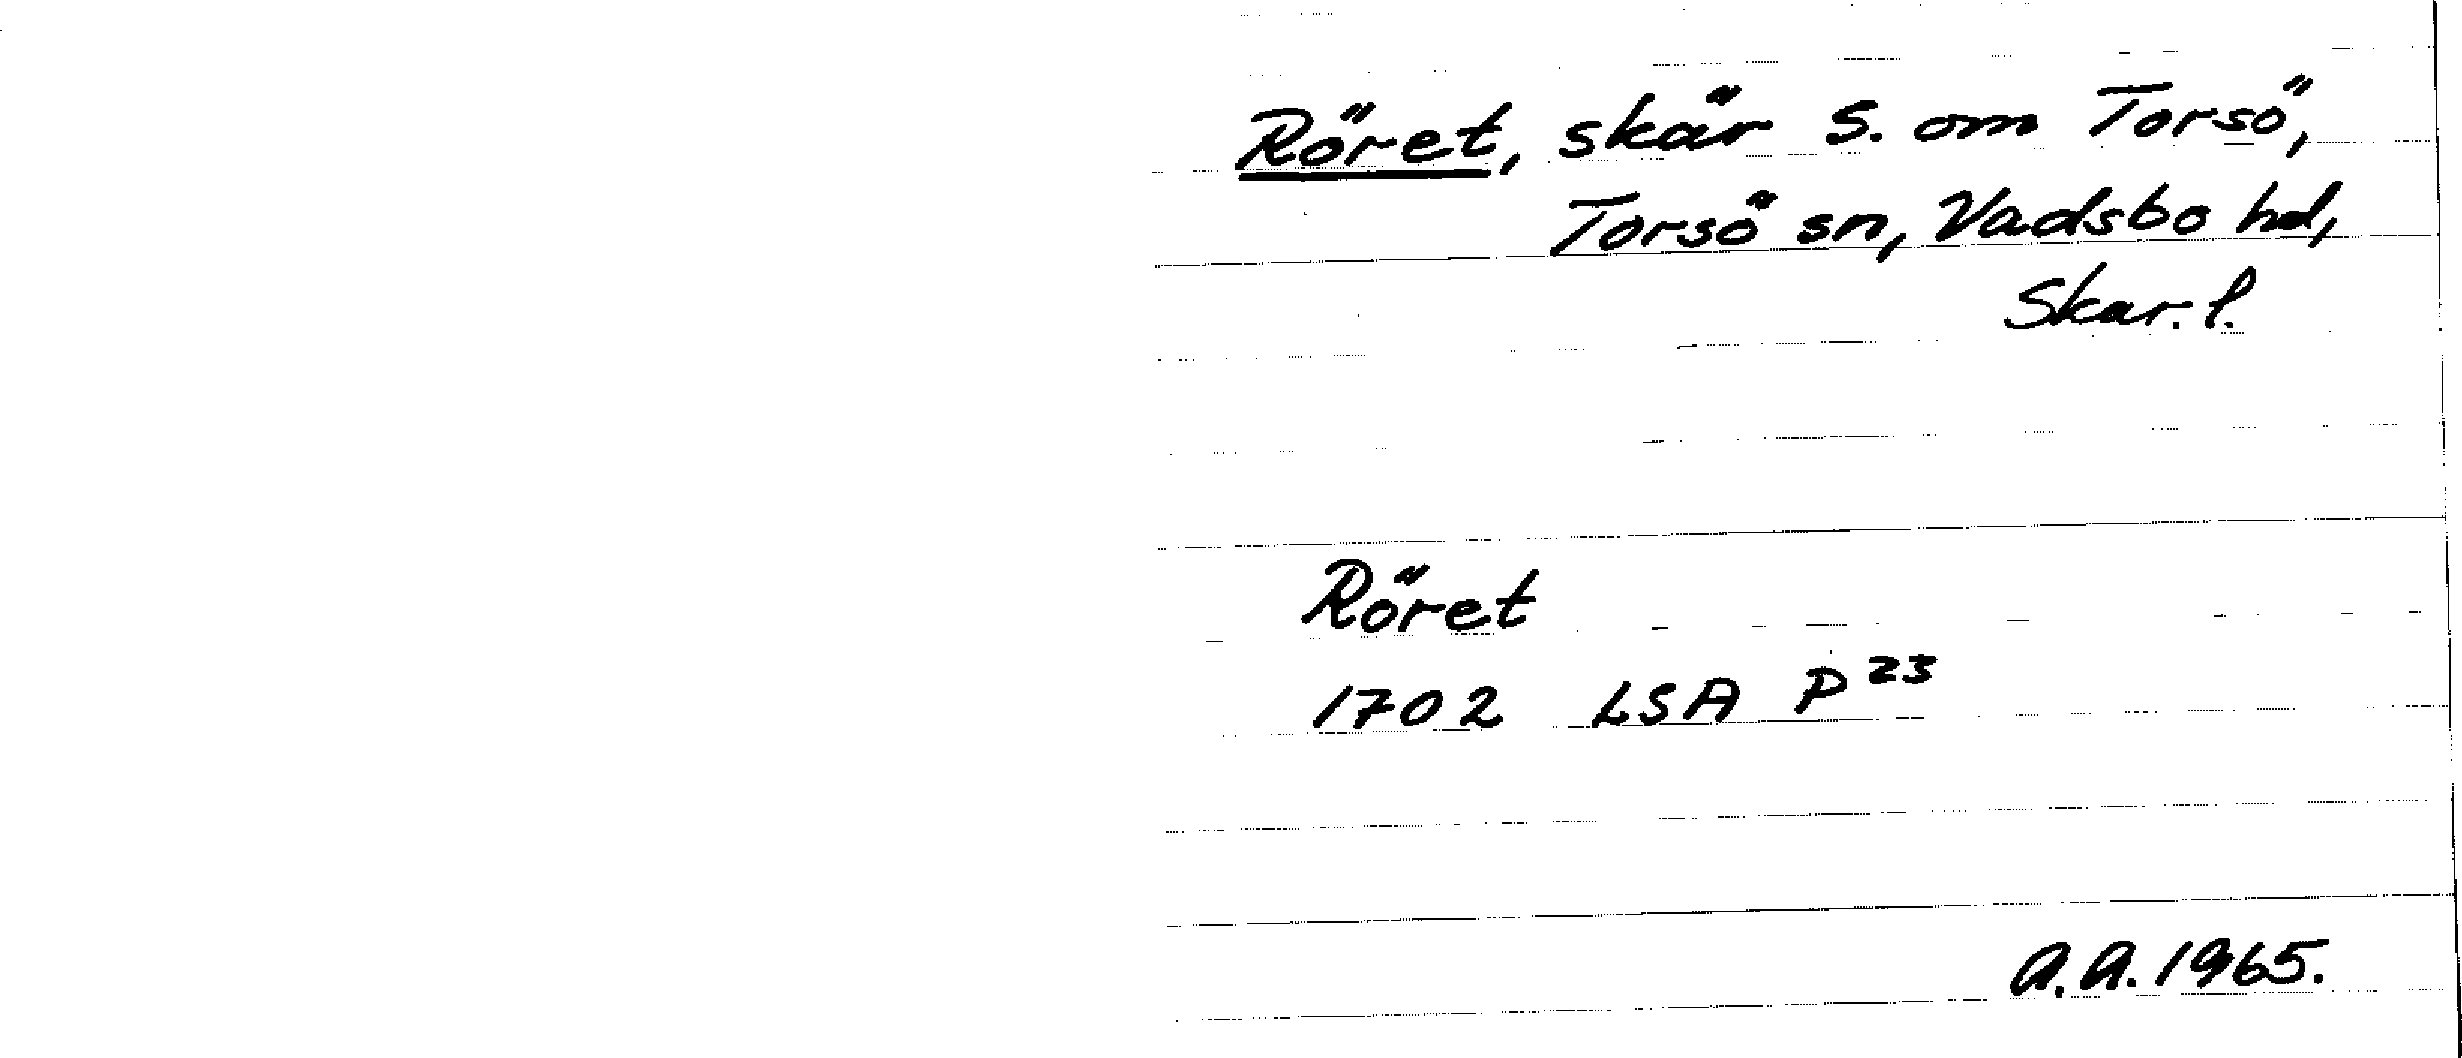 Röret, skär S. om Torsö,
Torsö sn, Vadsbo hd,
Skar. l.
Röret
1702 LSA P²³
A.A. 1965.